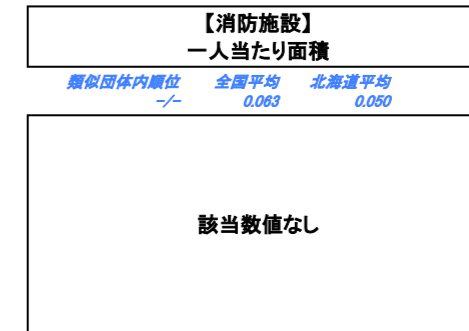 【消防施設】
一人当たり面積
類似団体内順位 全国平均 北海道平均
-/- 0.063 0.050
該当数値なし